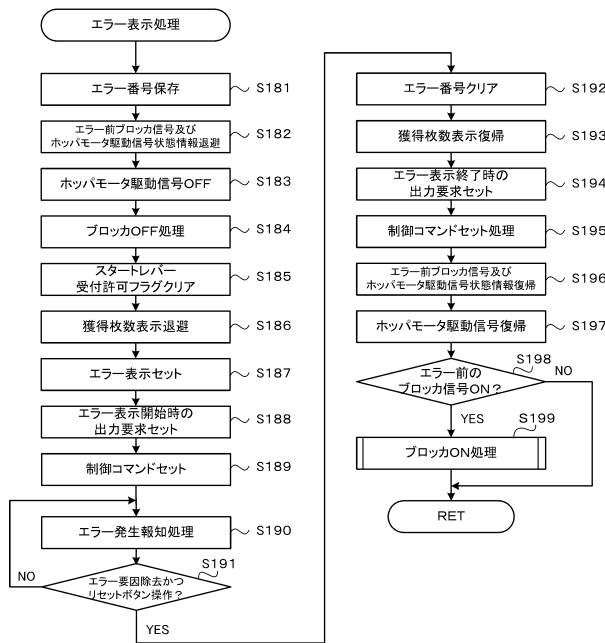 エラー表示処理
エラー番号保存
S181
エラー前ブロッカ信号及び
ホッパモータ駆動信号状態情報退避
S182
ホッパモータ駆動信号OFF
S183
ブロッカOFF処理
S184
スタートレバー
受付許可フラグクリア
S185
獲得枚数表示退避
S186
エラー表示セット
S187
エラー表示開始時の
出力要求セット
S188
制御コマンドセット
S189
エラー発生報知処理
S190
エラー要因除去かつ
リセットボタン操作?
S191
NO
YES
エラー番号クリア
S192
獲得枚数表示復帰
S193
エラー表示終了時の
出力要求セット
S194
制御コマンドセット処理
S195
エラー前ブロッカ信号及び
ホッパモータ駆動信号状態情報復帰
S196
ホッパモータ駆動信号復帰
S197
エラー前の
ブロッカ信号ON?
S198
NO
YES
ブロッカON処理
S199
RET